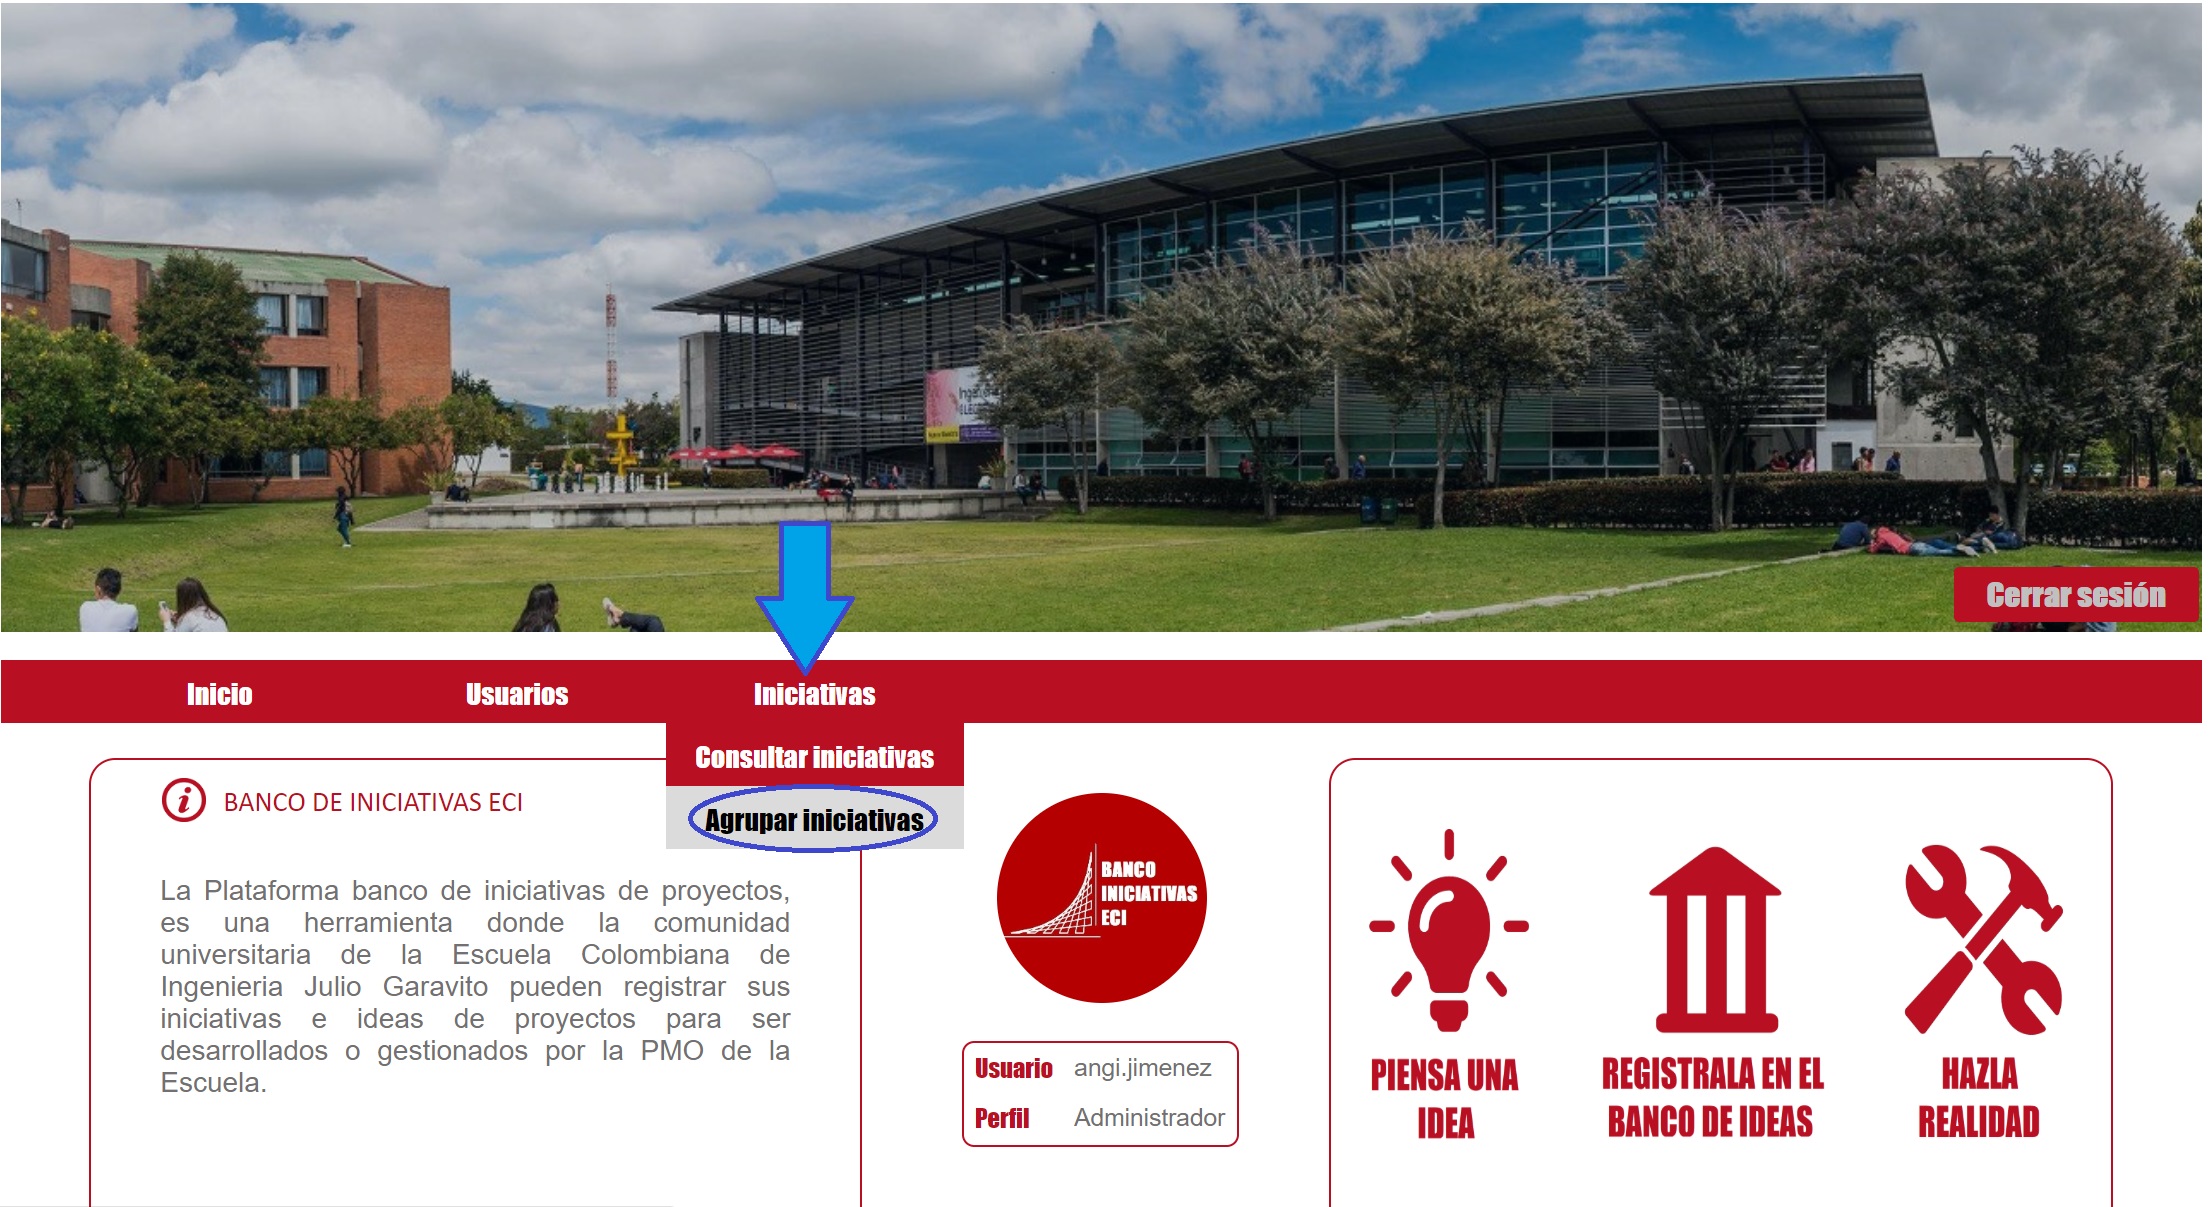 Cerrar sesión
Inicio
Usuarios
Iniciativas
Consultar iniciativas
Agrupar iniciativas
BANCO DE INICIATIVAS ECI
La Plataforma banco de iniciativas de proyectos,
es una herramienta donde la comunidad
universitaria de la Escuela Colombiana de
Ingenieria Julio Garavito pueden registrar sus
iniciativas e ideas de proyectos para ser
desarrollados o gestionados por la PMO de la
Escuela.
BANCO
INICIATIVAS
ECI
Usuario angi.jimenez
Perfil Administrador
PIENSA UNA
IDEA
REGISTRALA EN EL
BANCO DE IDEAS
HAZLA
REALIDAD